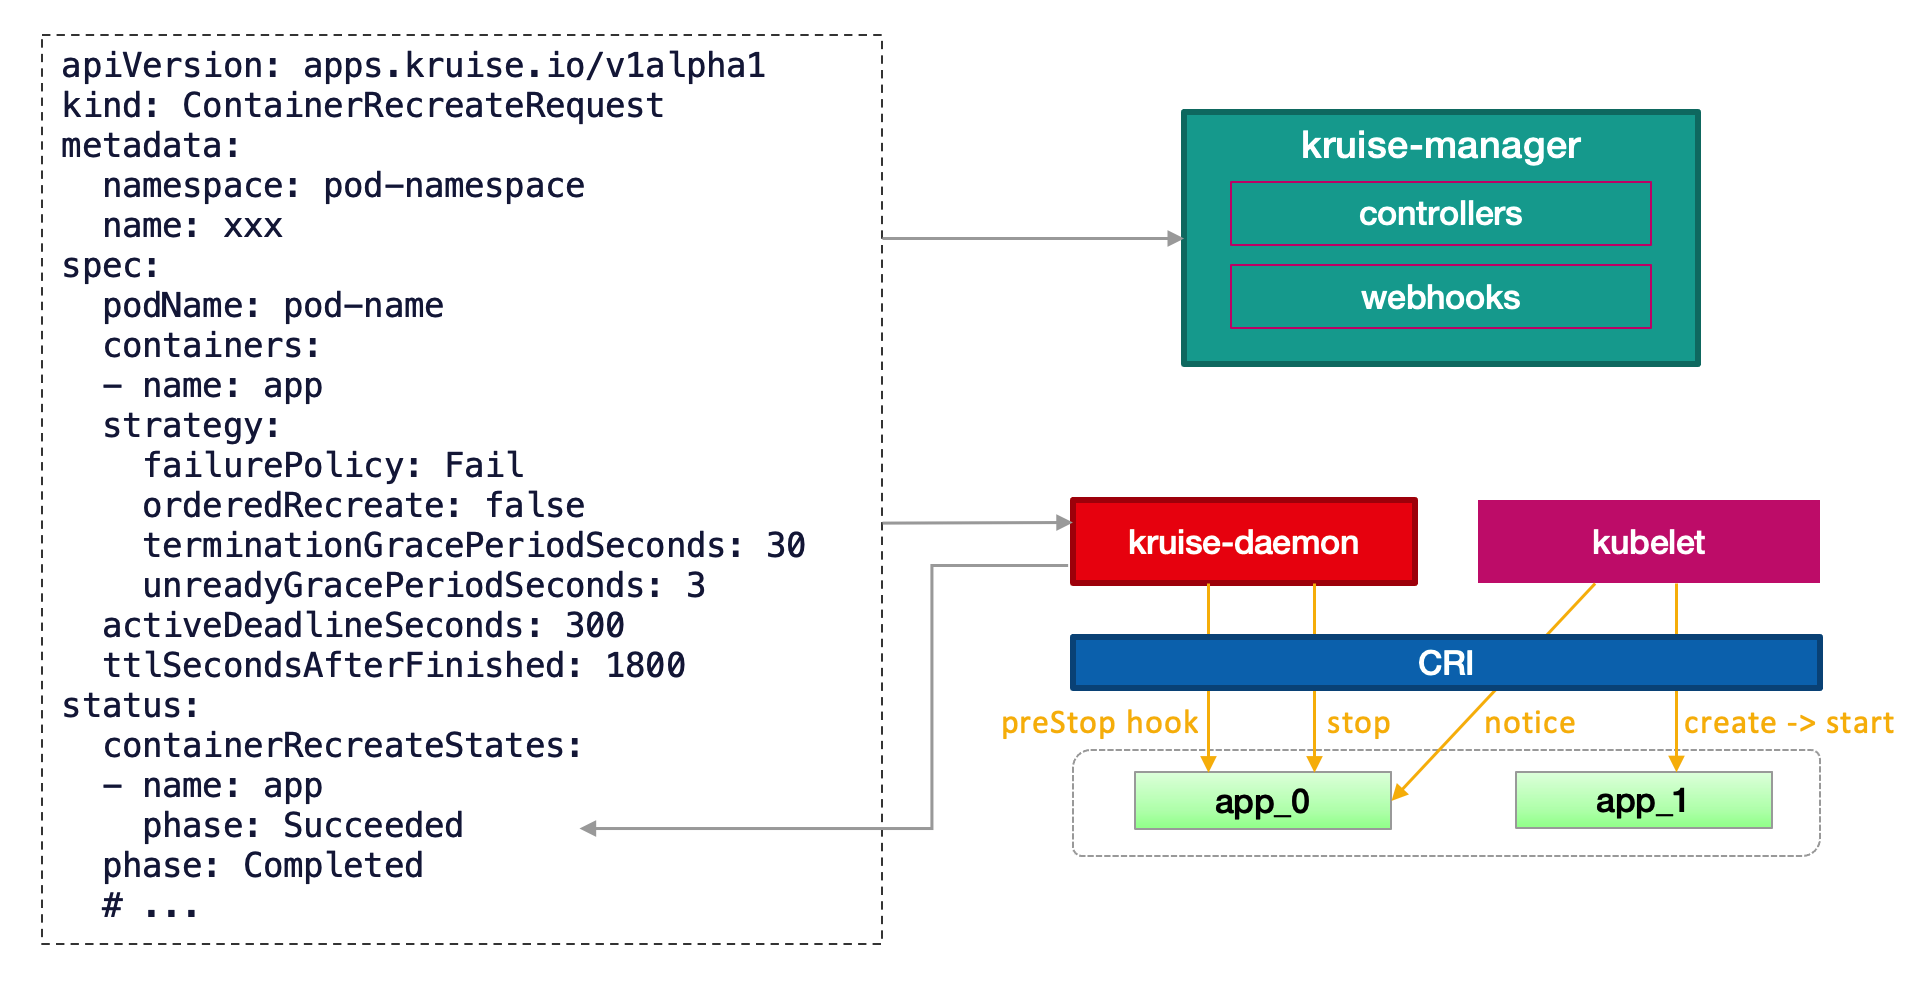 apiVersion: apps.kruise.io/v1alpha1
kind: ContainerRecreateRequest
metadata:
  namespace: pod-namespace
  name: xxx
spec:
  podName: pod-name
  containers:
  - name: app
  strategy:
    failurePolicy: Fail
    orderedRecreate: false
    terminationGracePeriodSeconds: 30
    unreadyGracePeriodSeconds: 3
  activeDeadlineSeconds: 300
  ttlSecondsAfterFinished: 1800
status:
  containerRecreateStates:
  - name: app
    phase: Succeeded
  phase: Completed
  # ...
kruise-manager
controllers
webhooks
kruise-daemon
kubelet
CRI
preStop hook
stop
notice
create -> start
app_0
app_1